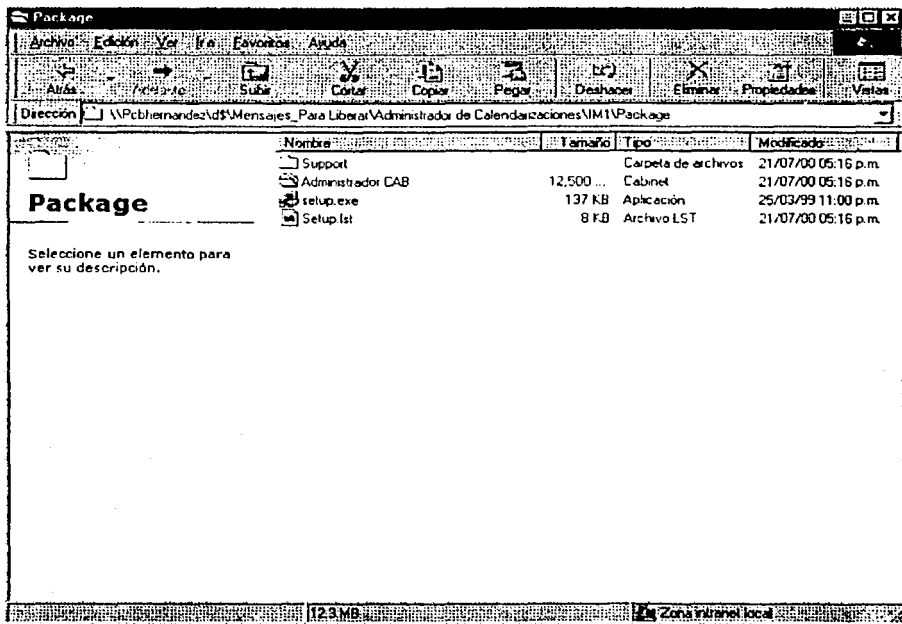 Package
Archivo Edición Ver Ir a Favoritos Ayuda
Atrás Adelante Subir Cortar Copiar Pegar Deshacer Eliminar Propiedades Vistas
Dirección \\Pcbhernandez\d$\Mensajes_Para Liberar\Administrador de Calendarizaciones\IM1\Package
Nombre Tamaño Tipo Modificado
Support Carpeta de archivos 21/07/00 05:16 p.m.
Administrador CAB 12,500 ... Cabinet 21/07/00 05:16 p.m.
setup.exe 137 KB Aplicación 25/03/99 11:00 p.m.
Setup.lst 8 KB Archivo LST 21/07/00 05:16 p.m.
Package
Seleccione un elemento para
ver su descripción.
12.3 MB Zona intranet local